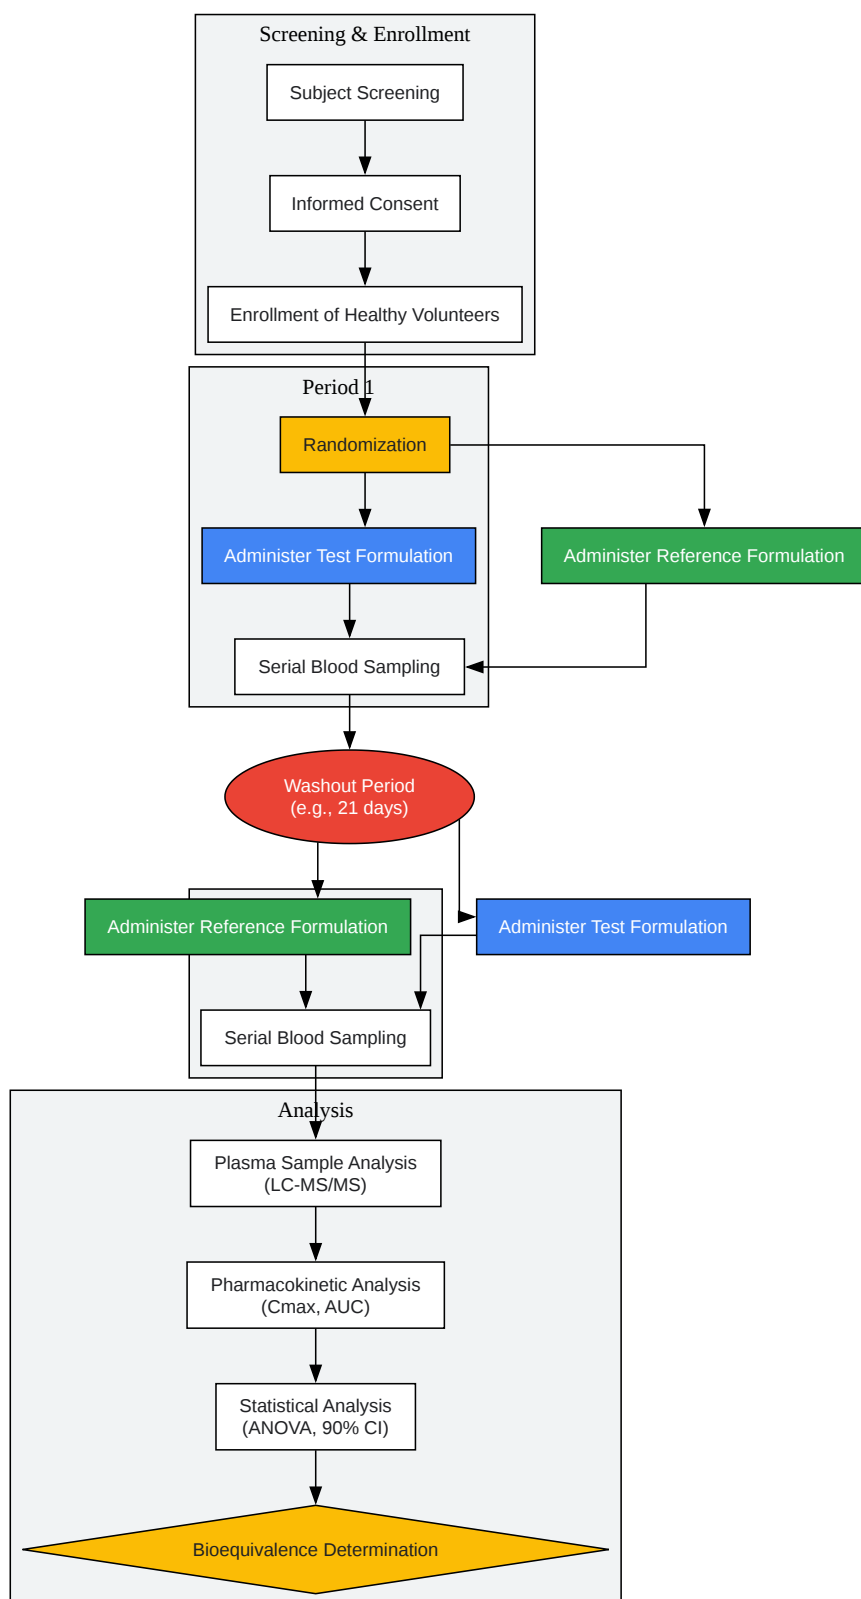 Screening & Enrollment
Subject Screening
Informed Consent
Enrollment of Healthy Volunteers
Period 1
Randomization
Administer Test Formulation
Administer Reference Formulation
Serial Blood Sampling
Washout Period
(e.g., 21 days)
Administer Reference Formulation
Administer Test Formulation
Serial Blood Sampling
Analysis
Plasma Sample Analysis
(LC-MS/MS)
Pharmacokinetic Analysis
(Cmax, AUC)
Statistical Analysis
(ANOVA, 90% CI)
Bioequivalence Determination